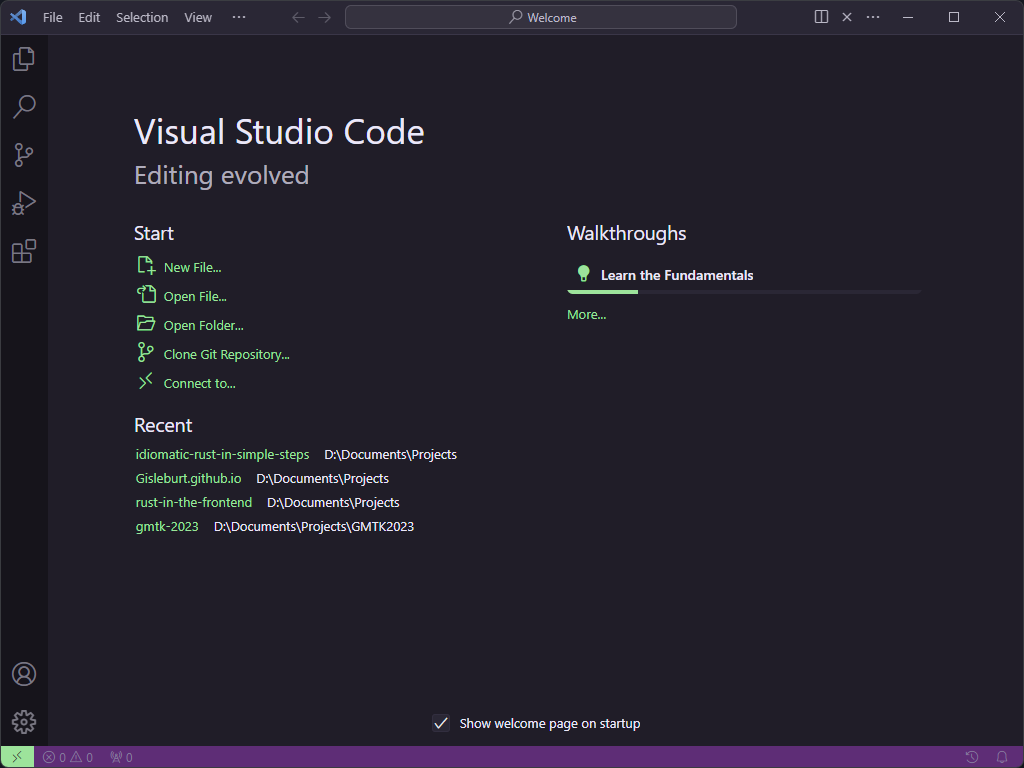 File Edit Selection View ···
Welcome
Visual Studio Code
Editing evolved
Start
New File...
Open File...
Open Folder...
Clone Git Repository...
Connect to...
Recent
idiomatic-rust-in-simple-steps D:\Documents\Projects
Gisleburt.github.io D:\Documents\Projects
rust-in-the-frontend D:\Documents\Projects
gmtk-2023 D:\Documents\Projects\GMTK2023
Walkthroughs
Learn the Fundamentals
More...
Show welcome page on startup
0 0 0